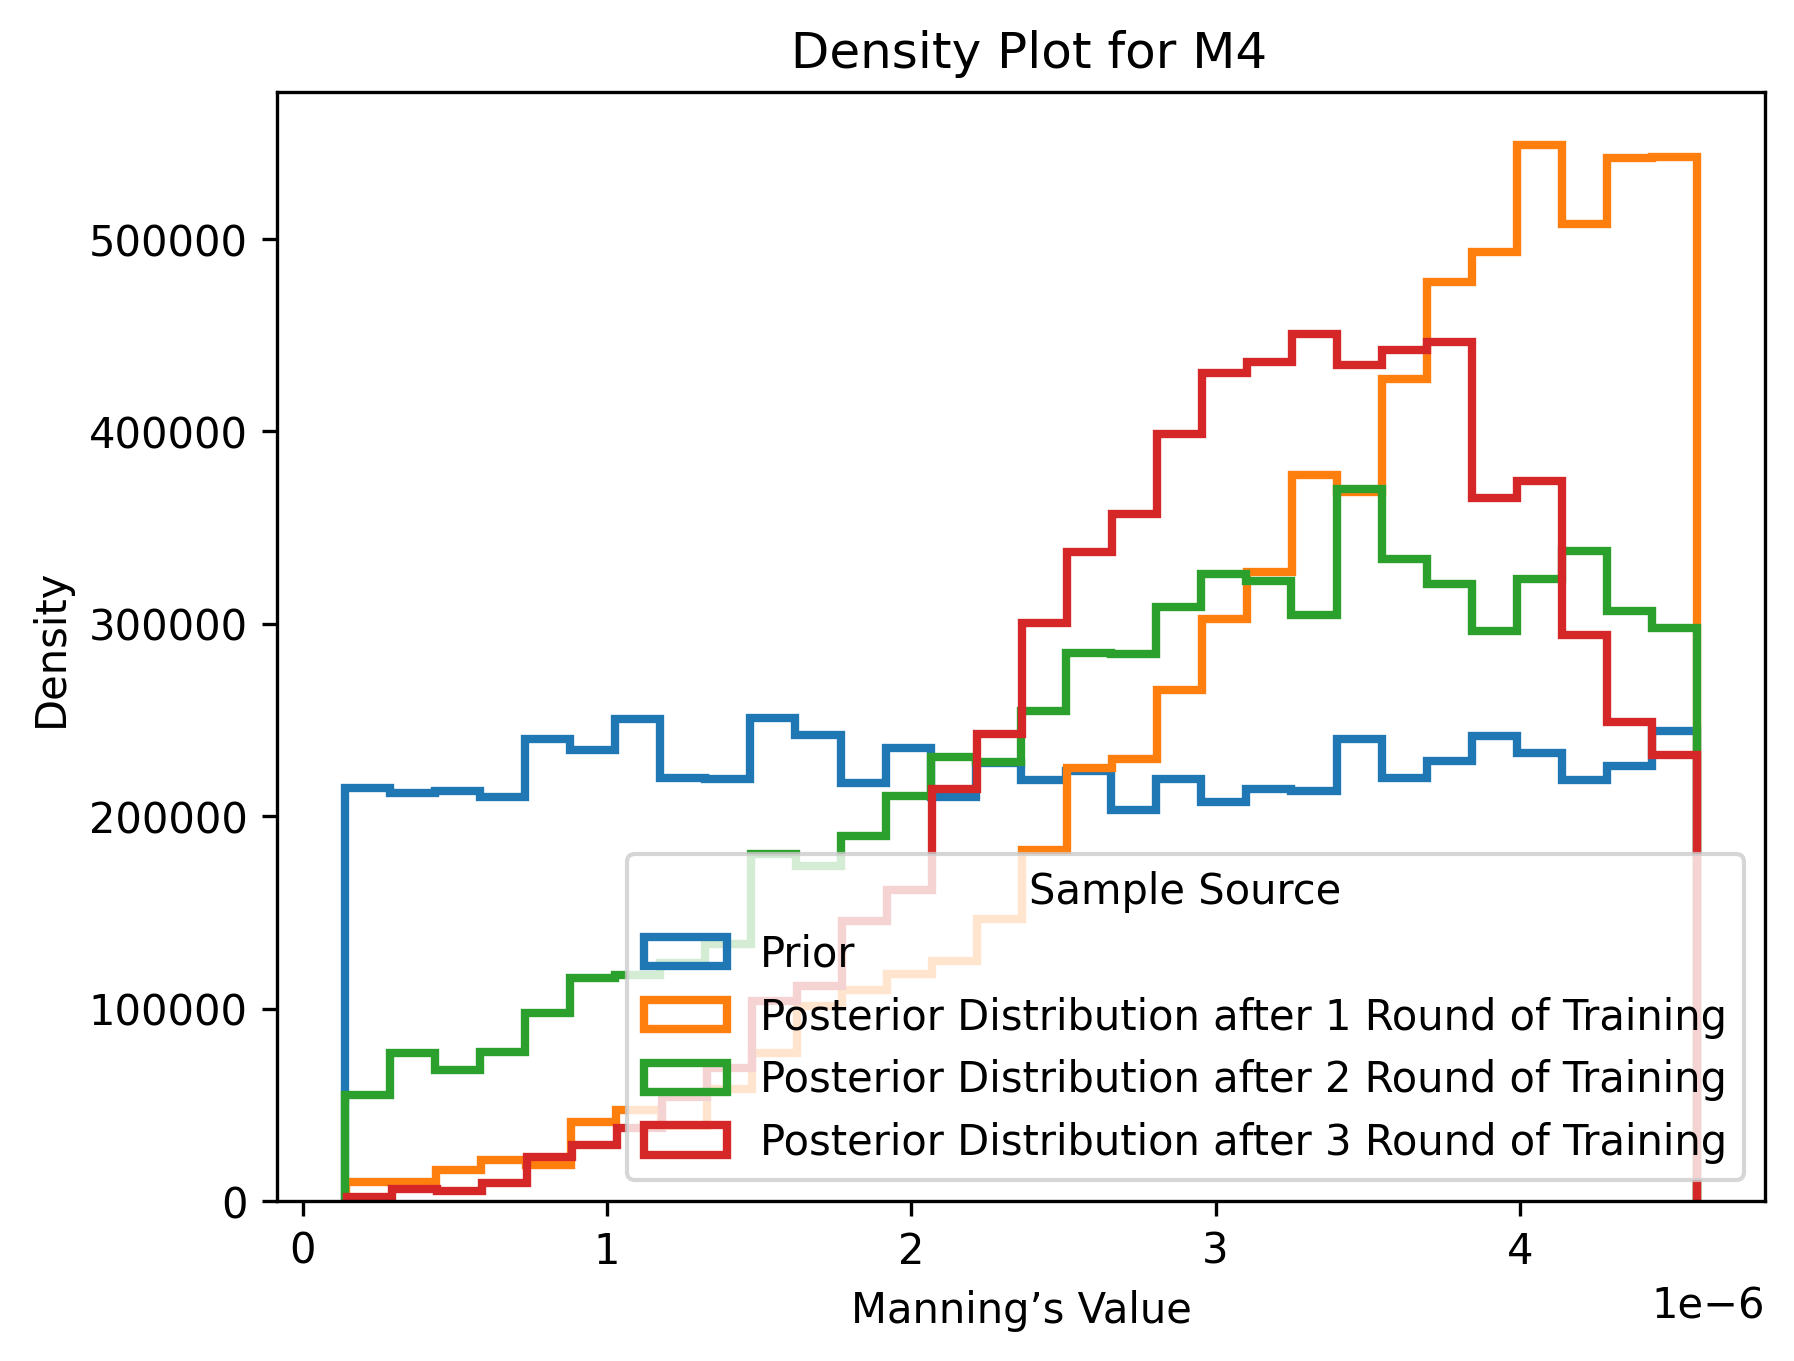 Density Plot for M4
Density
500000
400000
300000
200000
100000
0
0 1 2 3 4
1e−6
Manning’s Value
Sample Source
Prior
Posterior Distribution after 1 Round of Training
Posterior Distribution after 2 Round of Training
Posterior Distribution after 3 Round of Training